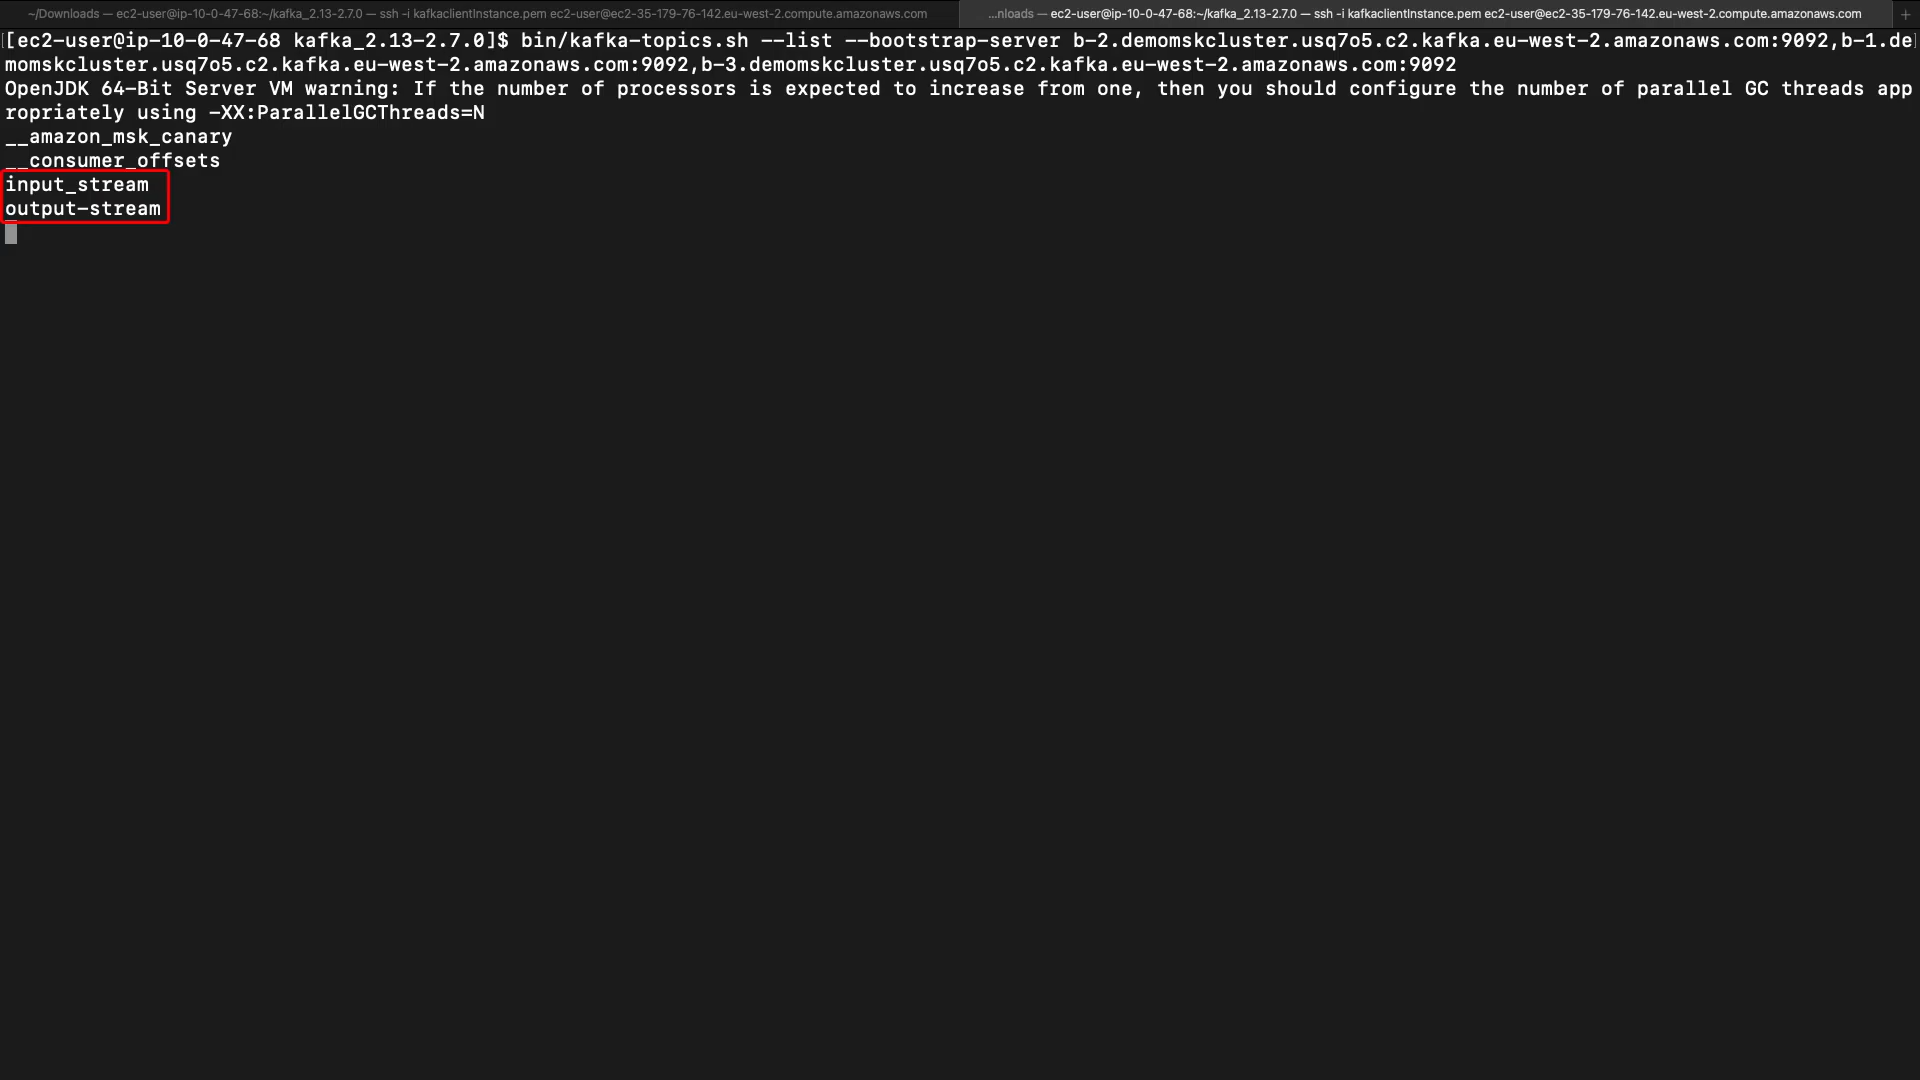 ~/Downloads — ec2-user@ip-10-0-47-68:~/kafka_2.13-2.7.0 — ssh -i kafkaclientInstance.pem ec2-user@ec2-35-179-76-142.eu-west-2.compute.amazonaws.com
...nloads — ec2-user@ip-10-0-47-68:~/kafka_2.13-2.7.0 — ssh -i kafkaclientInstance.pem ec2-user@ec2-35-179-76-142.eu-west-2.compute.amazonaws.com
+
[ec2-user@ip-10-0-47-68 kafka_2.13-2.7.0]$ bin/kafka-topics.sh --list --bootstrap-server b-2.demomskcluster.usq7o5.c2.kafka.eu-west-2.amazonaws.com:9092,b-1.de
momskcluster.usq7o5.c2.kafka.eu-west-2.amazonaws.com:9092,b-3.demomskcluster.usq7o5.c2.kafka.eu-west-2.amazonaws.com:9092
OpenJDK 64-Bit Server VM warning: If the number of processors is expected to increase from one, then you should configure the number of parallel GC threads app
ropriately using -XX:ParallelGCThreads=N
__amazon_msk_canary
__consumer_offsets
input_stream
output-stream